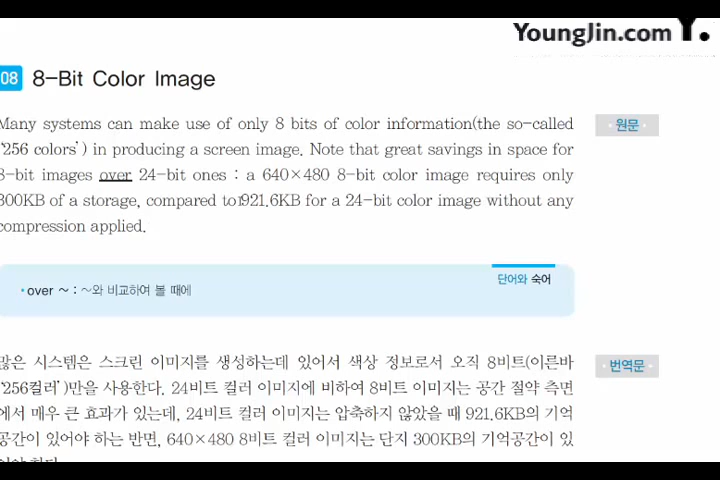 YoungJin.com Y.
08 8-Bit Color Image
Many systems can make use of only 8 bits of color information(the so-called
원문
'256 colors') in producing a screen image. Note that great savings in space for
8-bit images over 24-bit ones : a 640×480 8-bit color image requires only
300KB of a storage, compared to921.6KB for a 24-bit color image without any
compression applied.
단어와 숙어
• over ~ : ~와 비교하여 볼 때에
많은 시스템은 스크린 이미지를 생성하는데 있어서 색상 정보로서 오직 8비트(이른바
번역문
'256컬러')만을 사용한다. 24비트 컬러 이미지에 비하여 8비트 이미지는 공간 절약 측면
에서 매우 큰 효과가 있는데, 24비트 컬러 이미지는 압축하지 않았을 때 921.6KB의 기억
공간이 있어야 하는 반면, 640×480 8비트 컬러 이미지는 단지 300KB의 기억공간이 있